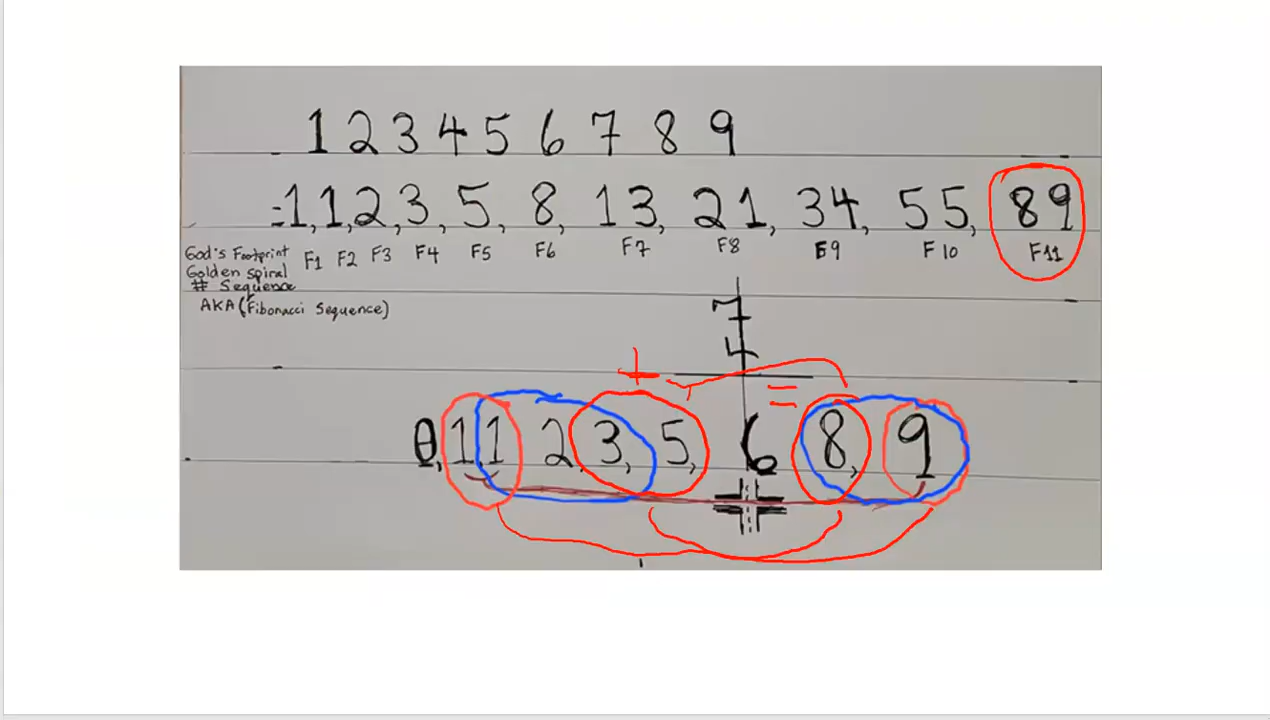 1 2 3 4 5 6 7 8 9
=1,1,2,3, 5, 8, 13, 21, 34, 55, 89
God's Footprint F1 F2 F3 F4 F5 F6 F7 F8 F9 F10 F11
Golden spiral
# Sequence
AKA (Fibonacci Sequence)
7
4
+ =
0,1,1 2 3, 5, 6 8, 9